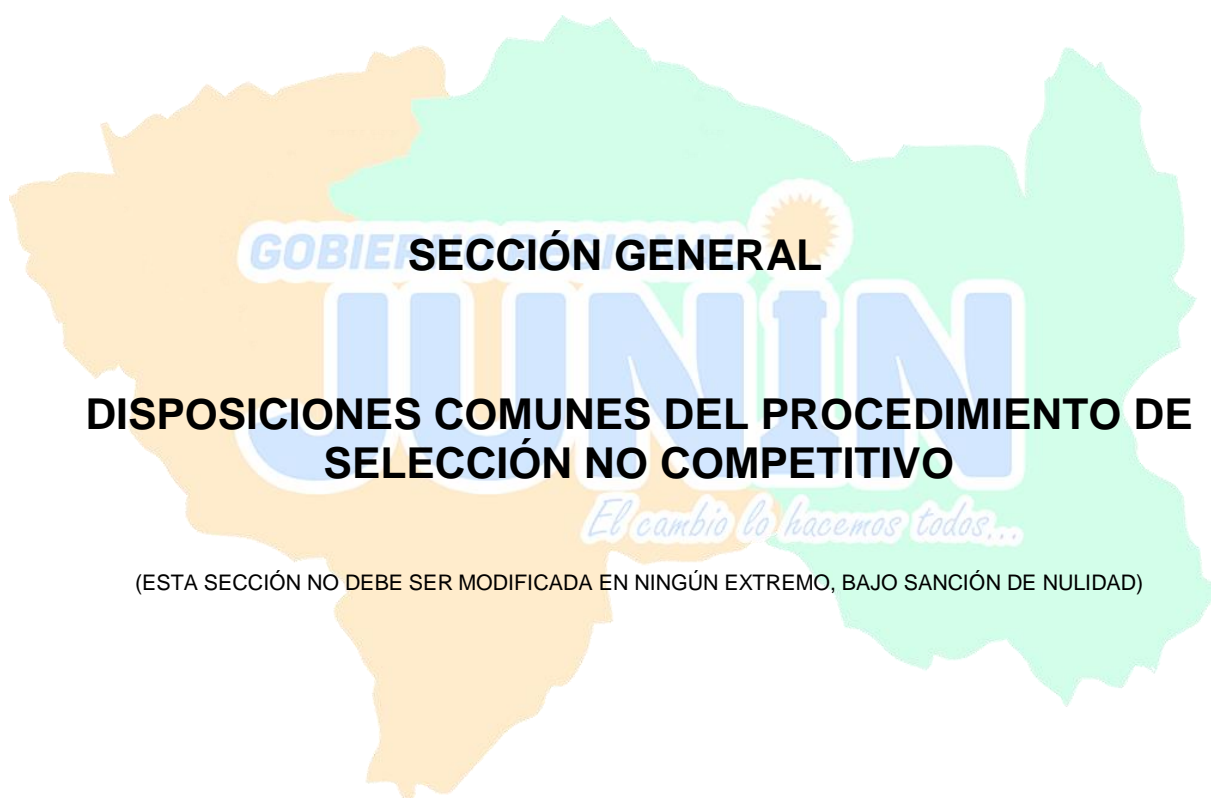 GOBIERNO REGIONAL
SECCIÓN GENERAL
JUNÍN
DISPOSICIONES COMUNES DEL PROCEDIMIENTO DE
SELECCIÓN NO COMPETITIVO
El cambio lo hacemos todos...
(ESTA SECCIÓN NO DEBE SER MODIFICADA EN NINGÚN EXTREMO, BAJO SANCIÓN DE NULIDAD)